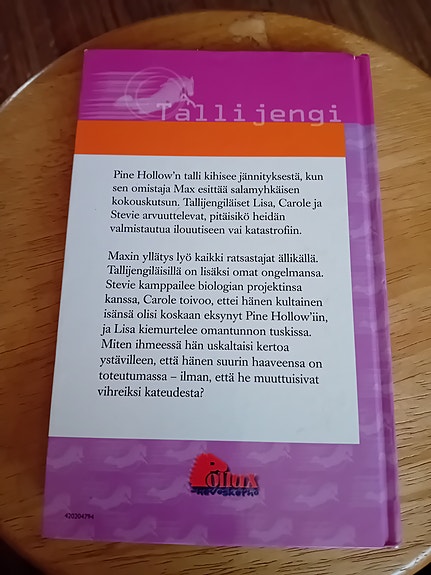 Tallijengi
Pine Hollow'n talli kihisee jännityksestä, kun
sen omistaja Max esittää salamyhkäisen
kokouskutsun. Tallijengiläiset Lisa, Carole ja
Stevie arvuuttelevat, pitäisikö heidän
valmistautua ilouutiseen vai katastrofiin.
Maxin yllätys lyö kaikki ratsastajat ällikällä.
Tallijengiläisillä on lisäksi omat ongelmansa.
Stevie kamppailee biologian projektinsa
kanssa, Carole toivoo, ettei hänen kultainen
isänsä olisi koskaan eksynyt Pine Hollow'iin,
ja Lisa kiemurtelee omantunnon tuskissa.
Miten ihmeessä hän uskaltaisi kertoa
ystävilleen, että hänen suurin haaveensa on
toteutumassa – ilman, että he muuttuisivat
vihreiksi kateudesta?
Pollux
hevoskerho
420304794